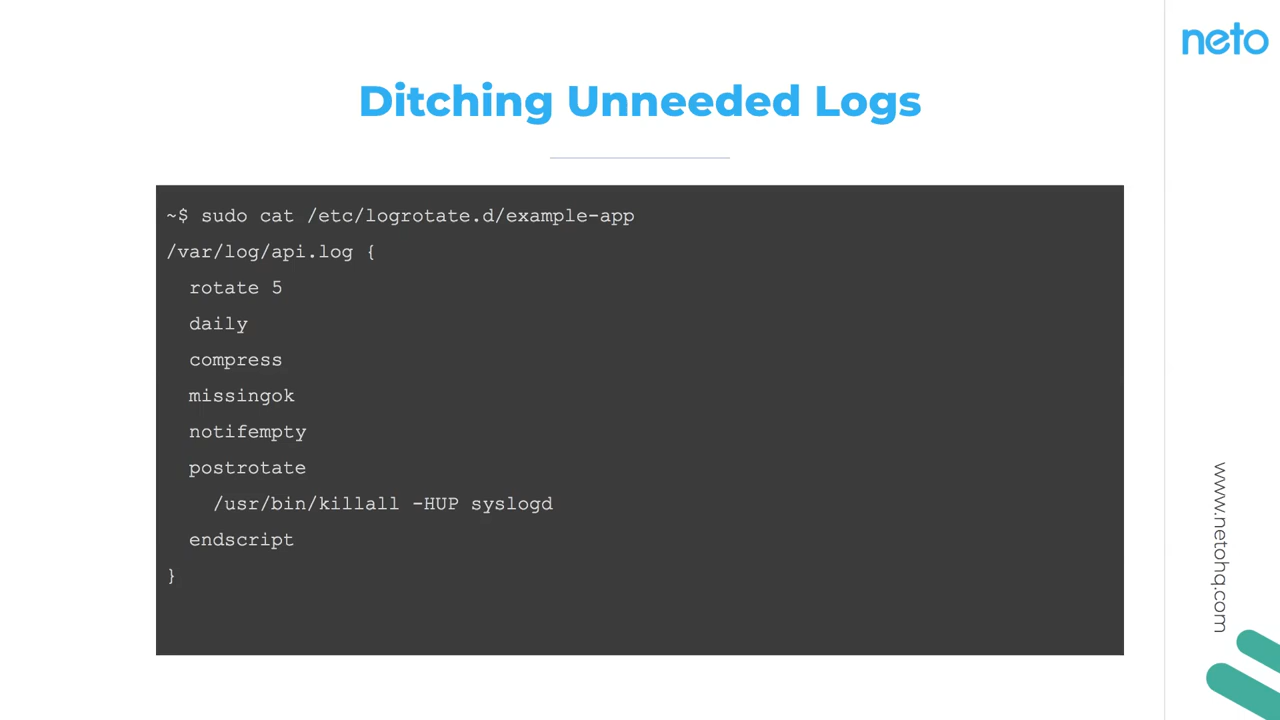 neto
Ditching Unneeded Logs
~$ sudo cat /etc/logrotate.d/example-app
/var/log/api.log {
  rotate 5
  daily
  compress
  missingok
  notifempty
  postrotate
    /usr/bin/killall -HUP syslogd
  endscript
}
www.netohq.com